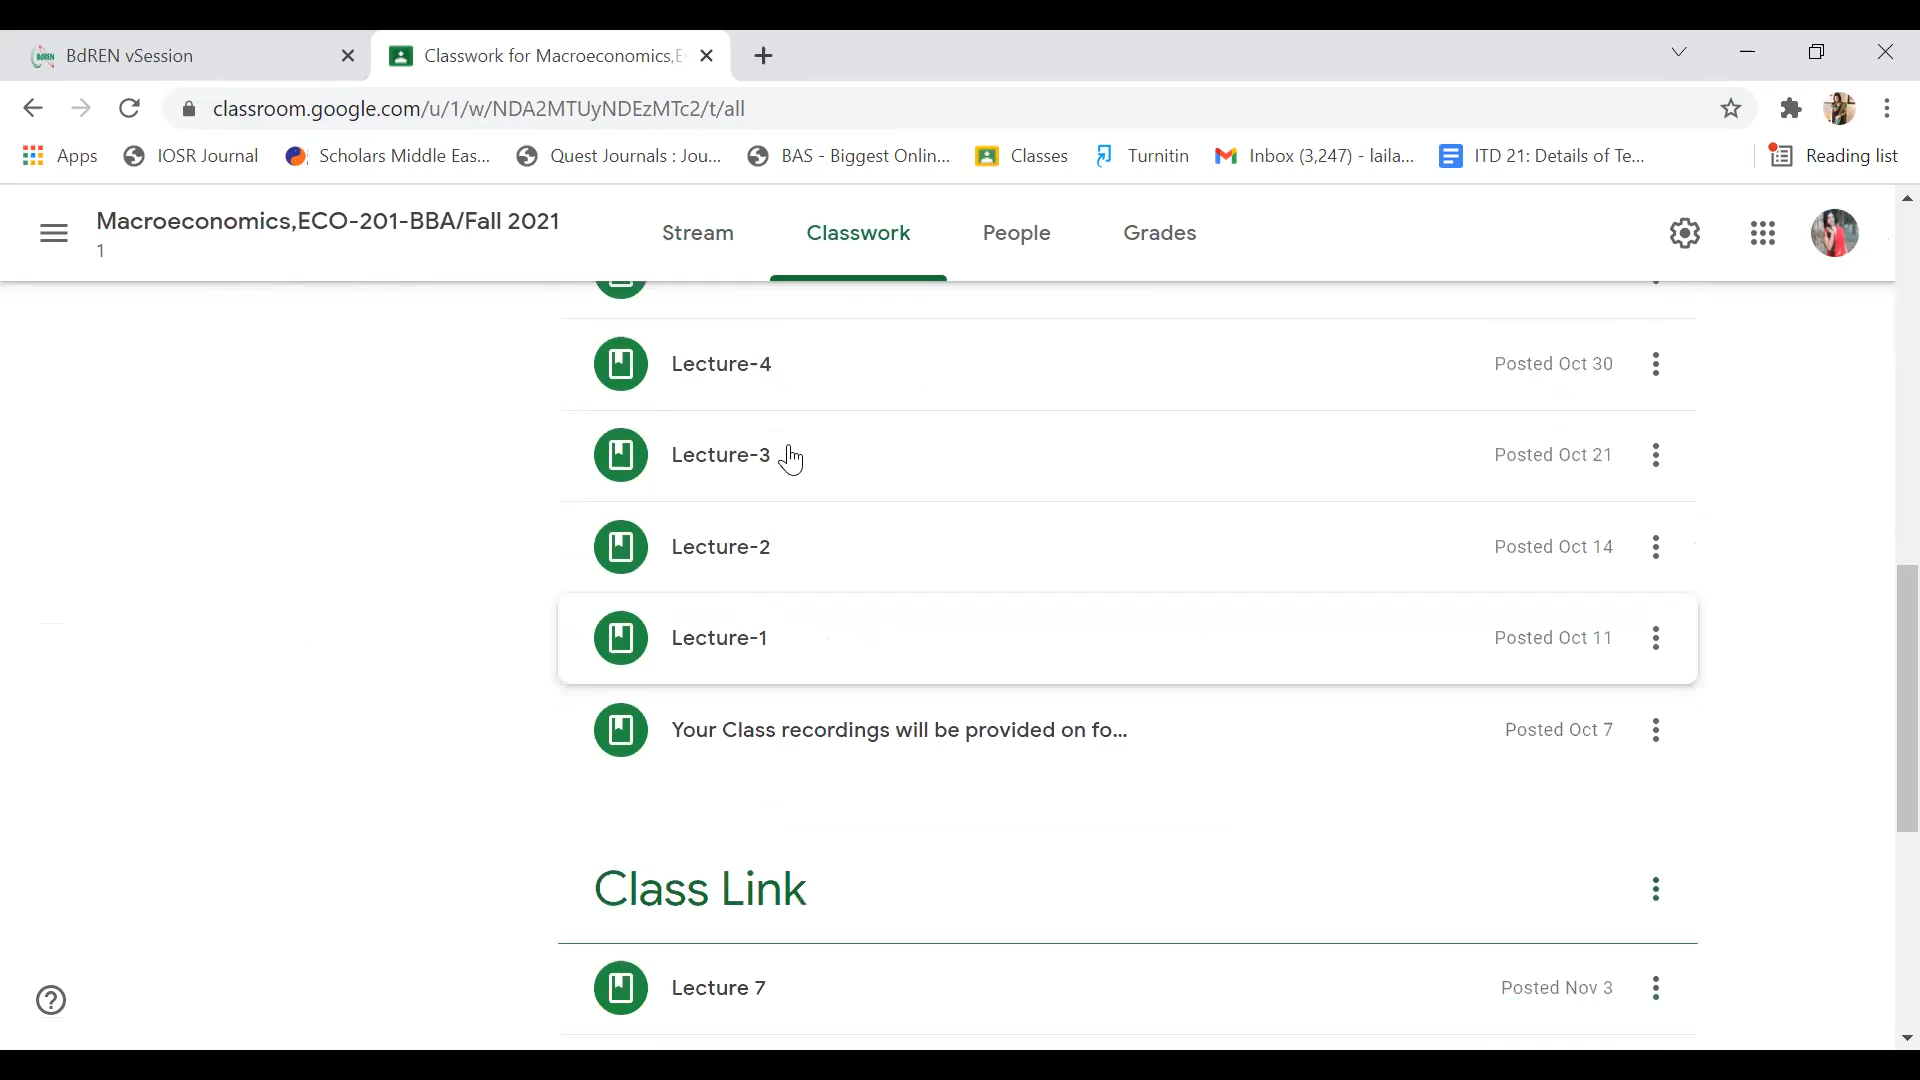 BdREN vSession
Classwork for Macroeconomics,E
classroom.google.com/u/1/w/NDA2MTUyNDEzMTc2/t/all
Apps IOSR Journal Scholars Middle Eas... Quest Journals : Jou... BAS - Biggest Onlin... Classes Turnitin Inbox (3,247) - laila... ITD 21: Details of Te... Reading list
Macroeconomics,ECO-201-BBA/Fall 2021
1
Stream Classwork People Grades
Lecture-4 Posted Oct 30
Lecture-3 Posted Oct 21
Lecture-2 Posted Oct 14
Lecture-1 Posted Oct 11
Your Class recordings will be provided on fo... Posted Oct 7
Class Link
Lecture 7 Posted Nov 3